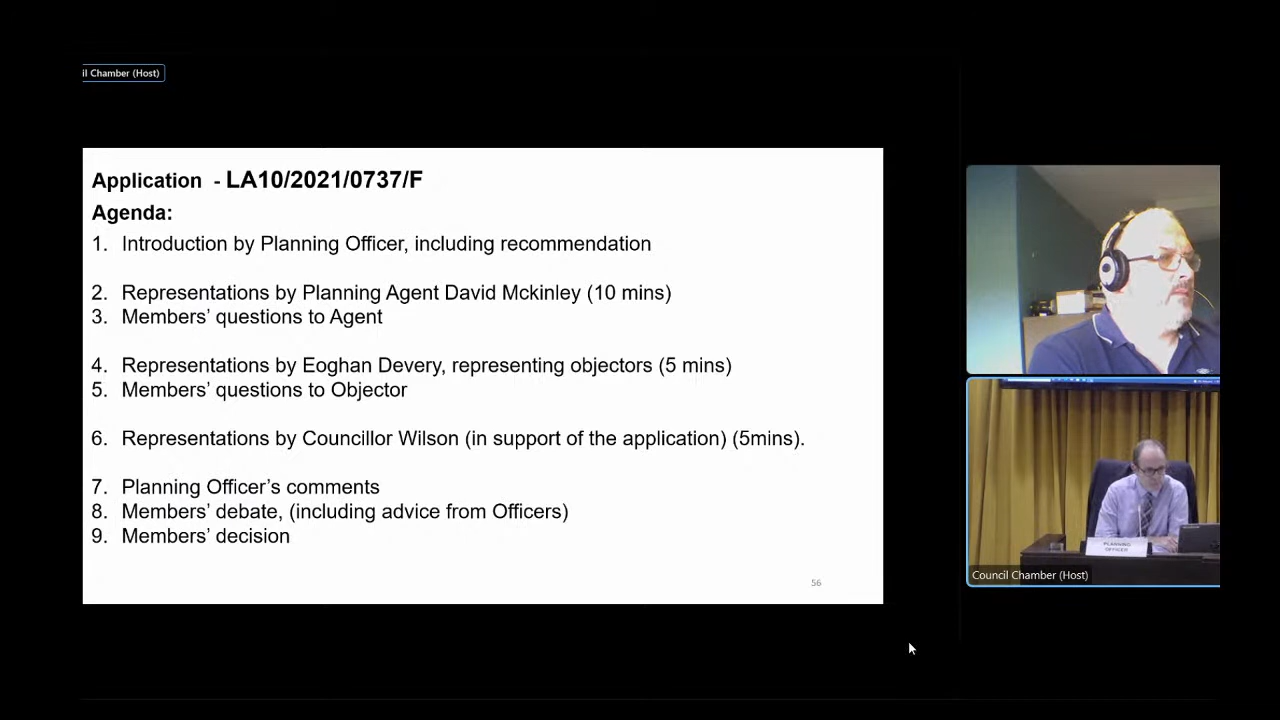 il Chamber (Host)
Application - LA10/2021/0737/F
Agenda:
1. Introduction by Planning Officer, including recommendation
2. Representations by Planning Agent David Mckinley (10 mins)
3. Members’ questions to Agent
4. Representations by Eoghan Devery, representing objectors (5 mins)
5. Members’ questions to Objector
6. Representations by Councillor Wilson (in support of the application) (5mins).
7. Planning Officer’s comments
8. Members’ debate, (including advice from Officers)
9. Members’ decision
56
PLANNING
OFFICER
Council Chamber (Host)